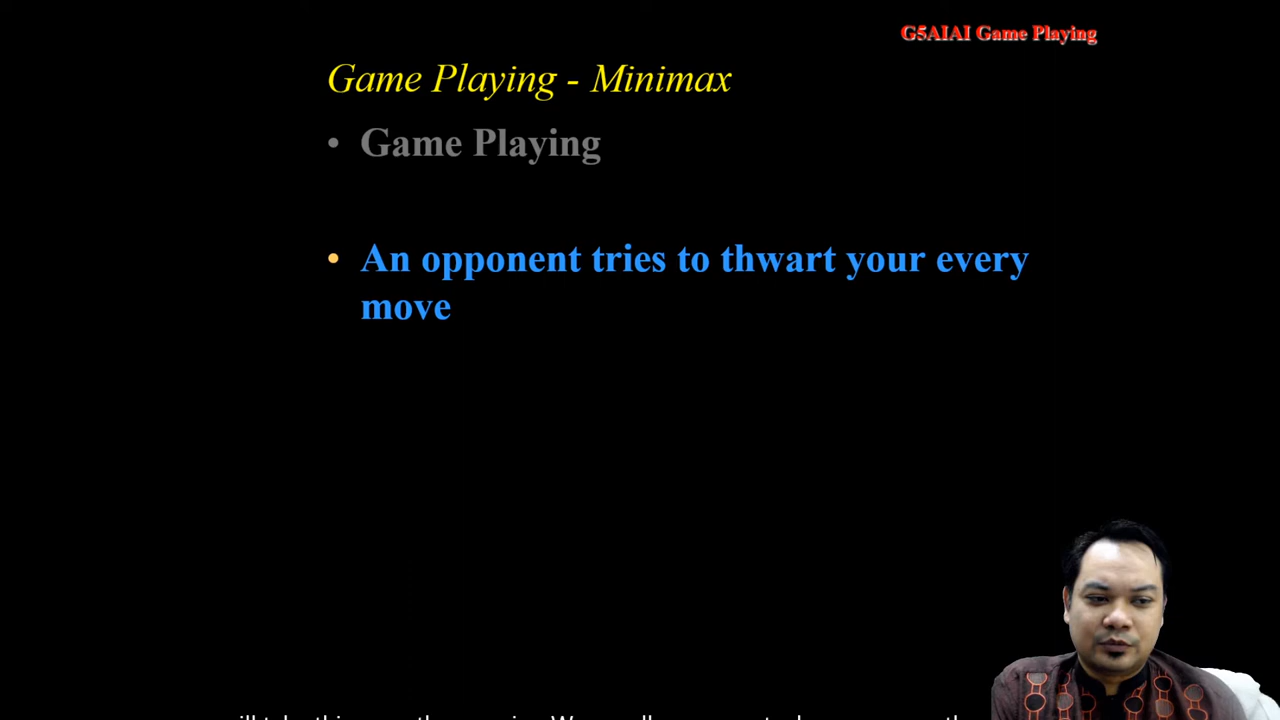 G5AIAI Game Playing
Game Playing - Minimax
• Game Playing
• An opponent tries to thwart your every
move